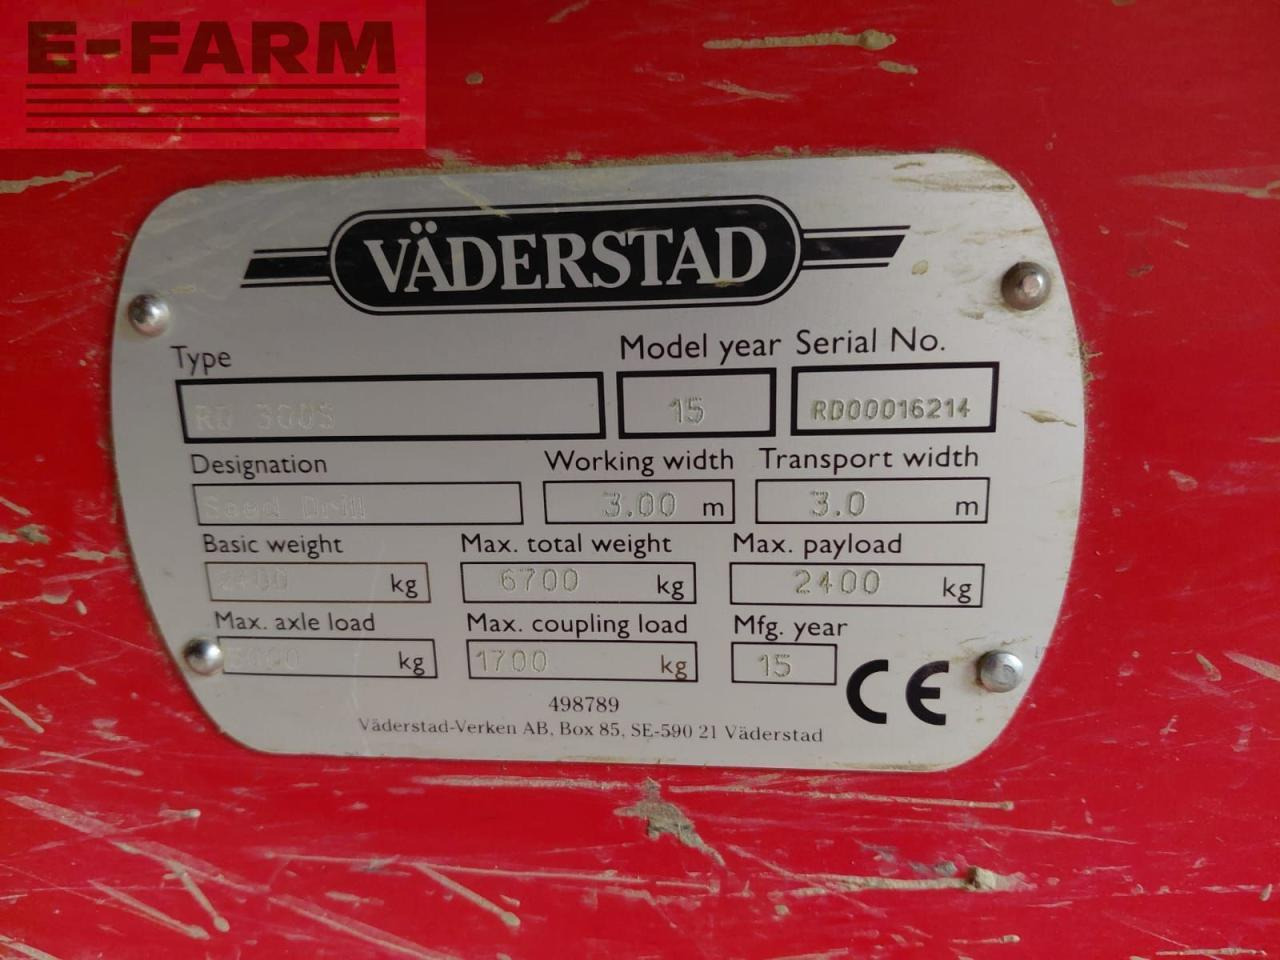 E-FARM
VÄDERSTAD
Type Model year Serial No.
RD 300S 15 RD00016214
Designation Working width Transport width
Seed Drill 3.00 m 3.0 m
Basic weight Max. total weight Max. payload
kg 6700 kg 2400 kg
Max. axle load Max. coupling load Mfg. year
kg 1700 kg 15 CE
498789
Väderstad-Verken AB, Box 85, SE-590 21 Väderstad